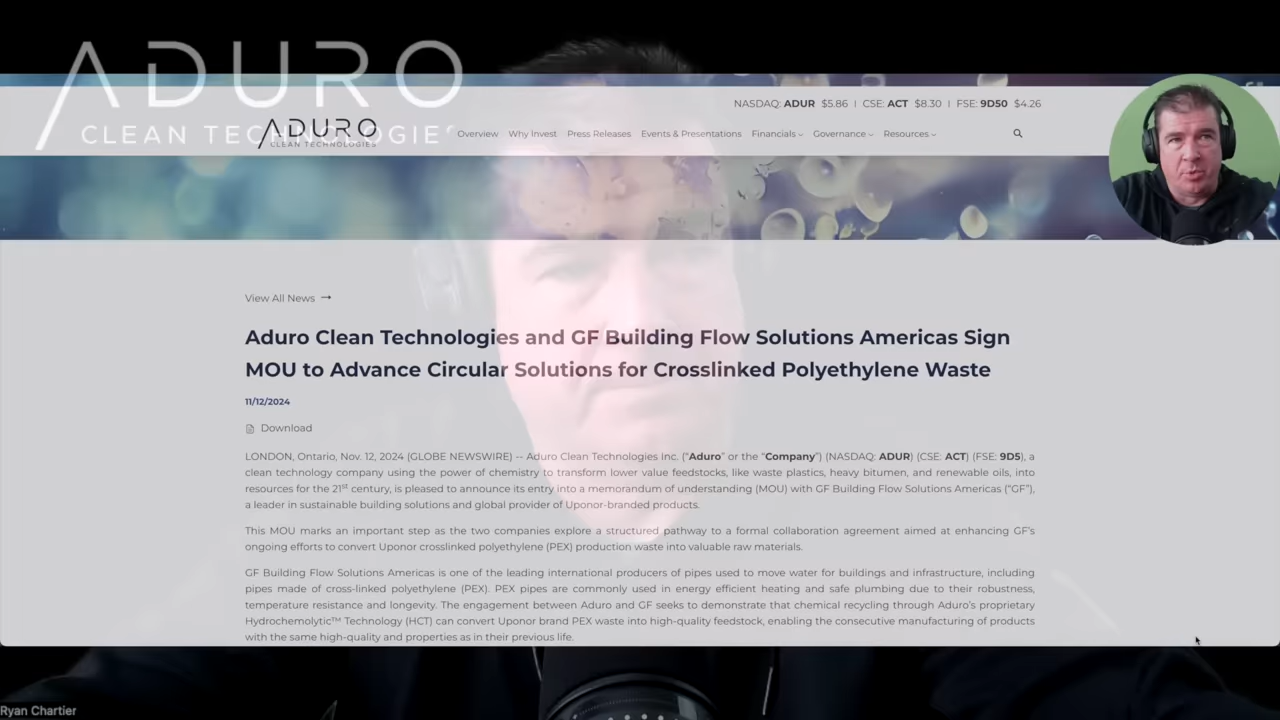 ADURO
CLEAN TECHNOLOGIE
NASDAQ: ADUR $5.86 | CSE: ACT $8.30 | FSE: 9D50 $4.26
ADURO
CLEAN TECHNOLOGIES
Overview Why Invest Press Releases Events & Presentations Financials Governance Resources
View All News →
Aduro Clean Technologies and GF Building Flow Solutions Americas Sign
MOU to Advance Circular Solutions for Crosslinked Polyethylene Waste
11/12/2024
Download
LONDON, Ontario, Nov. 12, 2024 (GLOBE NEWSWIRE) -- Aduro Clean Technologies Inc. (“Aduro” or the “Company”) (NASDAQ: ADUR) (CSE: ACT) (FSE: 9D5), a
clean technology company using the power of chemistry to transform lower value feedstocks, like waste plastics, heavy bitumen, and renewable oils, into
resources for the 21st century, is pleased to announce its entry into a memorandum of understanding (MOU) with GF Building Flow Solutions Americas (“GF”),
a leader in sustainable building solutions and global provider of Uponor-branded products.
This MOU marks an important step as the two companies explore a structured pathway to a formal collaboration agreement aimed at enhancing GF’s
ongoing efforts to convert Uponor crosslinked polyethylene (PEX) production waste into valuable raw materials.
GF Building Flow Solutions Americas is one of the leading international producers of pipes used to move water for buildings and infrastructure, including
pipes made of cross-linked polyethylene (PEX). PEX pipes are commonly used in energy efficient heating and safe plumbing due to their robustness,
temperature resistance and longevity. The engagement between Aduro and GF seeks to demonstrate that chemical recycling through Aduro’s proprietary
Hydrochemolytic™ Technology (HCT) can convert Uponor brand PEX waste into high-quality feedstock, enabling the consecutive manufacturing of products
with the same high-quality and properties as in their previous life.
Ryan Chartier